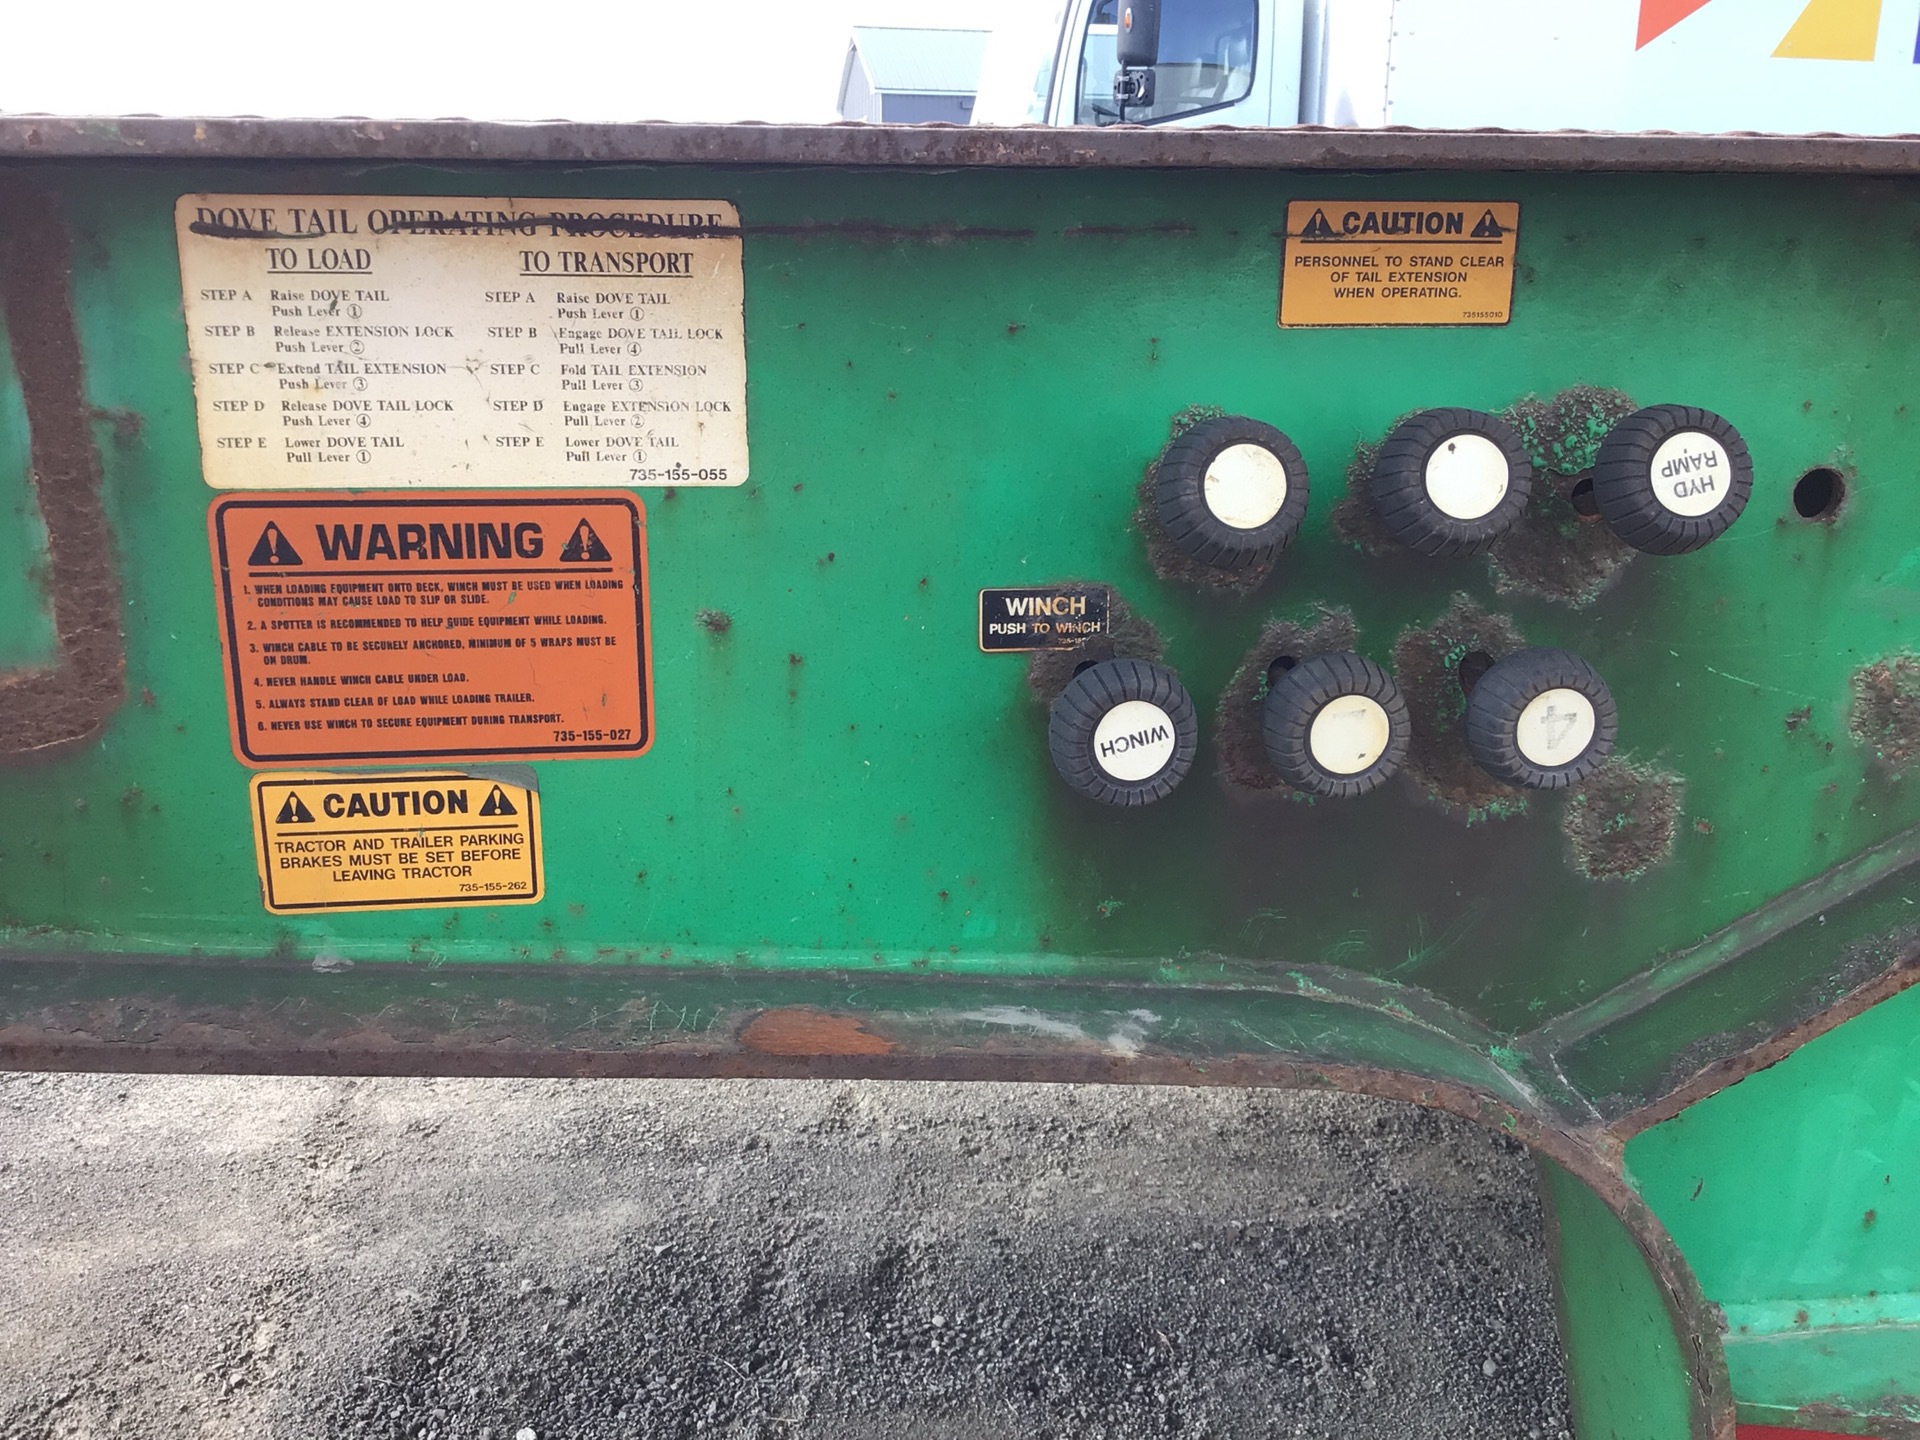 DOVE TAIL OPERATING PROCEDURE
TO LOAD
STEP A Raise DOVE TAIL
Push Lever ①
STEP B Release EXTENSION LOCK
Push Lever ②
STEP C Extend TAIL EXTENSION
Push Lever ③
STEP D Release DOVE TAIL LOCK
Push Lever ④
STEP E Lower DOVE TAIL
Pull Lever ①
TO TRANSPORT
STEP A Raise DOVE TAIL
Push Lever ①
STEP B Engage DOVE TAIL LOCK
Pull Lever ④
STEP C Fold TAIL EXTENSION
Pull Lever ③
STEP D Engage EXTENSION LOCK
Pull Lever ②
STEP E Lower DOVE TAIL
Pull Lever ①
735-155-055
WARNING
1. WHEN LOADING EQUIPMENT ONTO DECK, WINCH MUST BE USED WHEN LOADING
CONDITIONS MAY CAUSE LOAD TO SLIP OR SLIDE.
2. A SPOTTER IS RECOMMENDED TO HELP GUIDE EQUIPMENT WHILE LOADING.
3. WINCH CABLE TO BE SECURELY ANCHORED, MINIMUM OF 5 WRAPS MUST BE
ON DRUM.
4. NEVER HANDLE WINCH CABLE UNDER LOAD.
5. ALWAYS STAND CLEAR OF LOAD WHILE LOADING TRAILER.
6. NEVER USE WINCH TO SECURE EQUIPMENT DURING TRANSPORT.
735-155-027
CAUTION
TRACTOR AND TRAILER PARKING
BRAKES MUST BE SET BEFORE
LEAVING TRACTOR
735-155-262
CAUTION
PERSONNEL TO STAND CLEAR
OF TAIL EXTENSION
WHEN OPERATING.
735155010
HYD
RAMP
WINCH
PUSH TO WINCH
WINCH
4